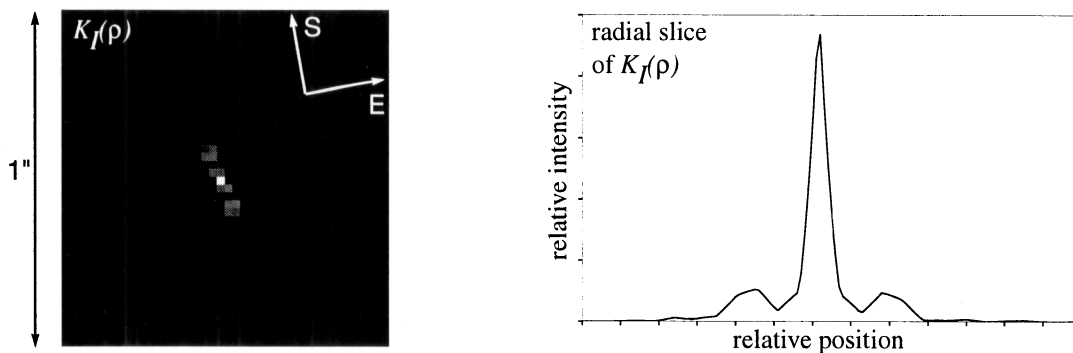 K_I(ρ)
S
E
1"
radial slice
of K_I(ρ)
relative intensity
relative position